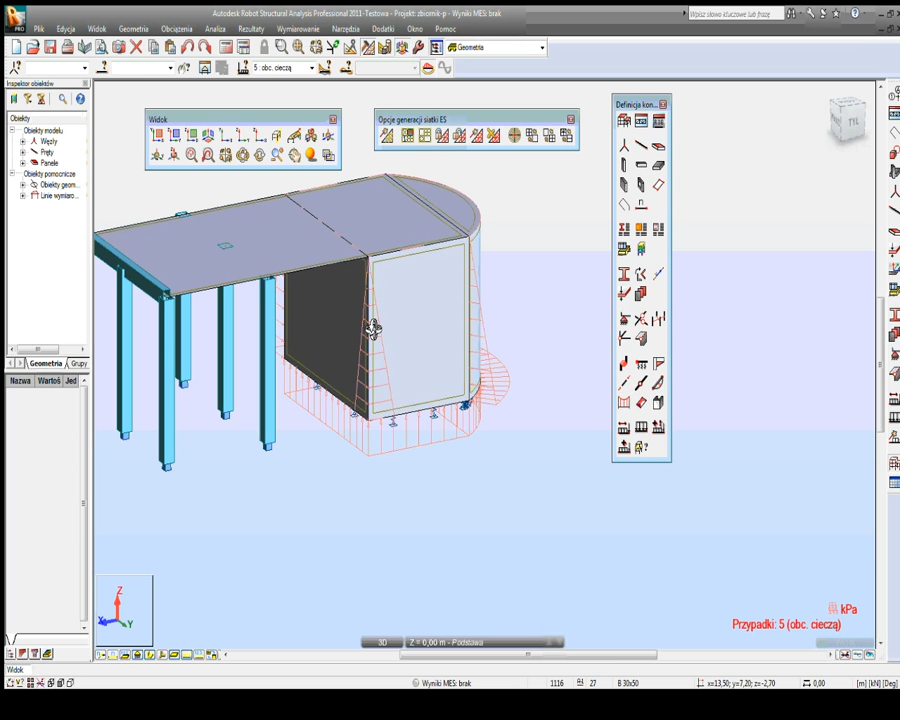 Autodesk Robot Structural Analysis Professional 2011-Testowa - Projekt: zbiornik-p - Wyniki MES: brak
Wpisz słowo kluczowe lub frazę
PRO
Plik Edycja Widok Geometria Obciążenia Analiza Rezultaty Wymiarowanie Narzędzia Dodatki Okno Pomoc
Geometria
5 : obc. cieczą
Inspektor obiektów
Obiekty
Obiekty modelu
Węzły
Pręty
Panele
Obiekty pomocnicze
Obiekty geom...
Linie wymiaro...
Geometria Grupy
Nazwa Wartoś Jed
Widok
Opcje generacji siatki ES
Definicja kon...
TYL
Z
X
Y
kPa
Przypadki: 5 (obc. cieczą)
3D Z = 0,00 m - Podstawa
Widok
Wyniki MES: brak 1116 27 B 30x50 x=13,50; y=7,20; z=-2,70 0,00 [m] [kN] [Deg]